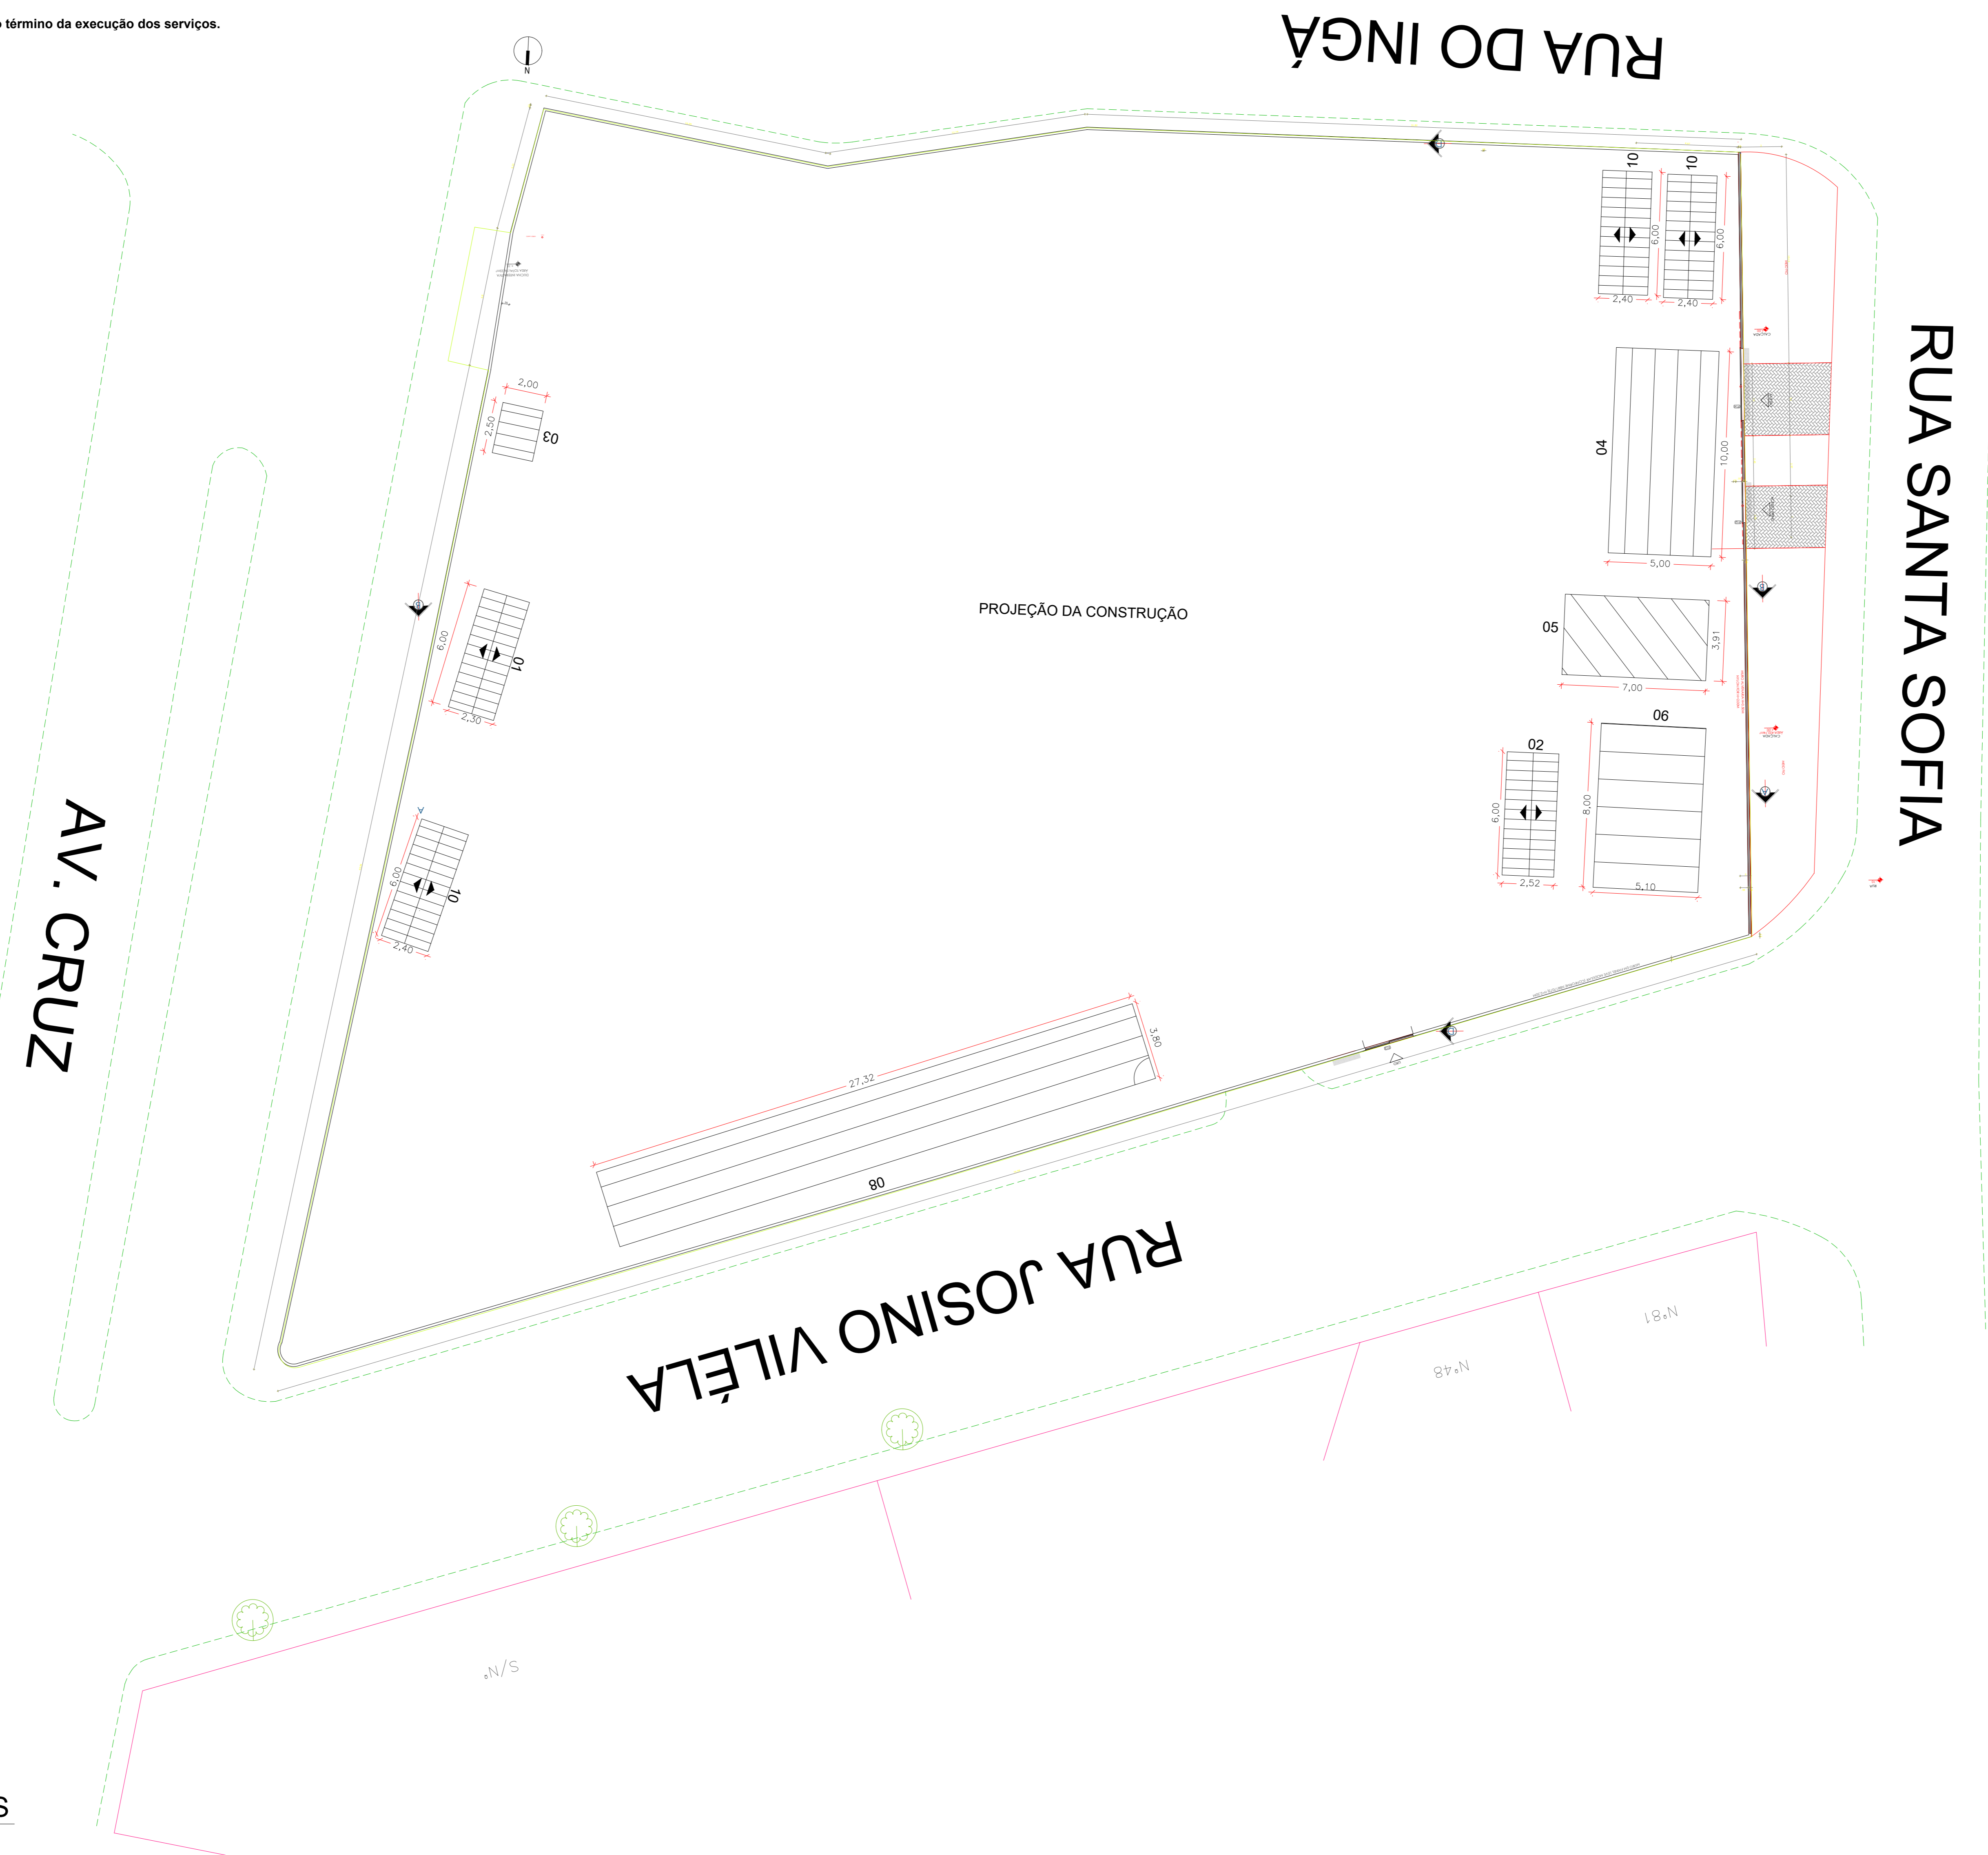 o término da execução dos serviços.
RUA DO INGÁ
N
10
10
6,00
6,00
2,40
2,40
2,00
2,50
03
04
10,00
5,00
RUA SANTA SOFIA
PROJEÇÃO DA CONSTRUÇÃO
6,00
01
2,30
05
3,91
7,00
06
02
6,00
8,00
2,52
5,10
AV. CRUZ
A
6,00
10
2,40
CALÇADA
CALÇADA
RUA
27,32
3,80
08
RUA JOSINO VILÉLA
Nº81
Nº48
S/Nº
S